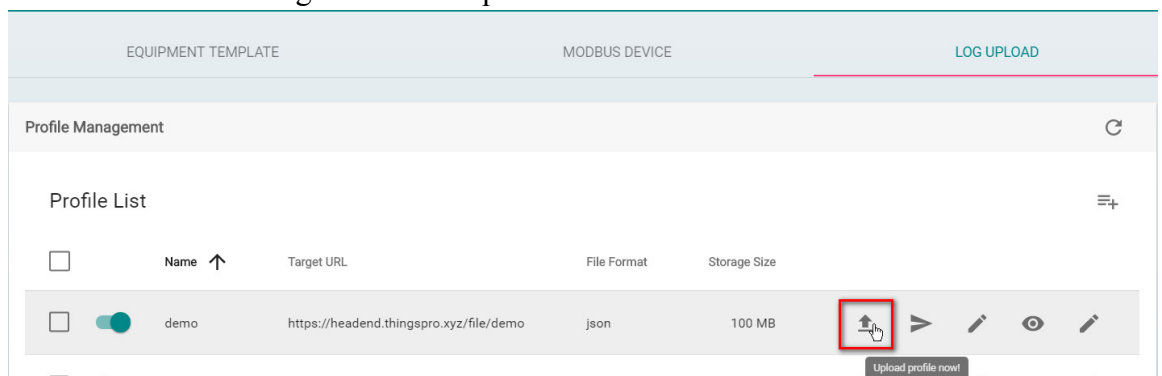 EQUIPMENT TEMPLATE MODBUS DEVICE LOG UPLOAD
Profile Management
Profile List
Name Target URL File Format Storage Size
demo https://headend.thingspro.xyz/file/demo json 100 MB
Upload profile now!